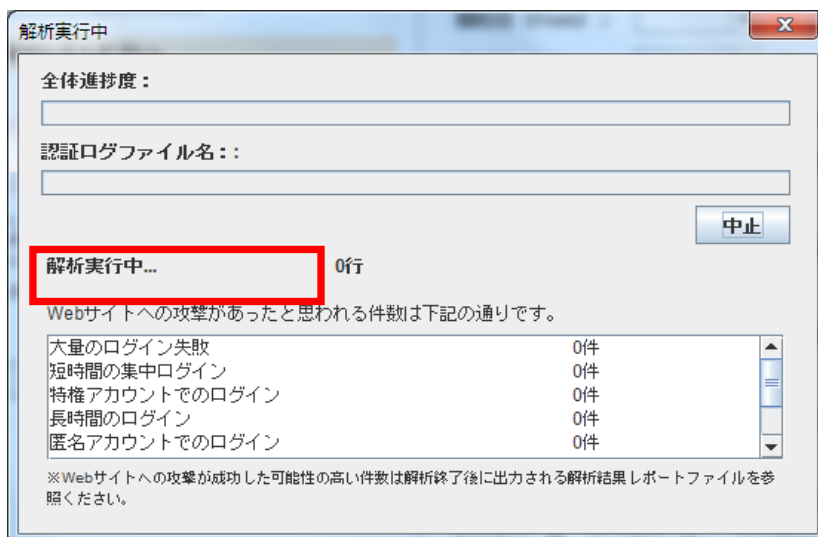 解析実行中
全体進捗度：
認証ログファイル名：:
中止
解析実行中... 0行
Webサイトへの攻撃があったと思われる件数は下記の通りです。
大量のログイン失敗 0件
短時間の集中ログイン 0件
特権アカウントでのログイン 0件
長時間のログイン 0件
匿名アカウントでのログイン 0件
※Webサイトへの攻撃が成功した可能性の高い件数は解析終了後に出力される解析結果レポートファイルを参
照ください。